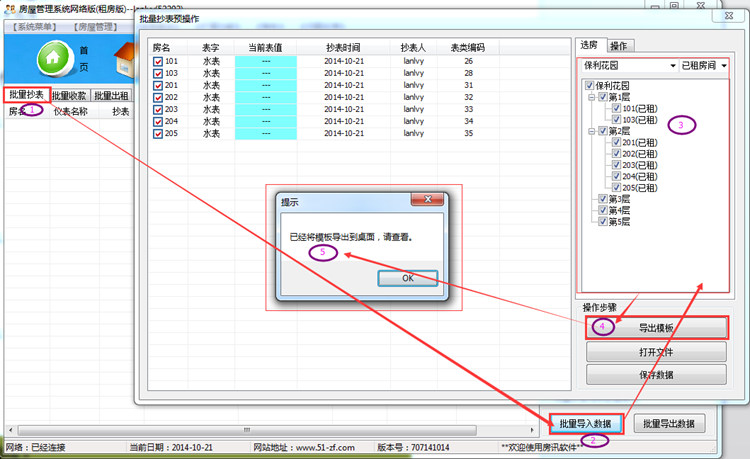 房屋管理系统网络版(租房版)--lanlvy(52202)
【系统菜单】 【房屋管理】
首
页
批量抄表 批量收款 批量出租
房名 1 仪表名称 抄表
批量抄表预操作
房名 表字 当前表值 抄表时间 抄表人 表类编码
101 水表 --- 2014-10-21 lanlvy 26
103 水表 --- 2014-10-21 lanlvy 28
201 水表 --- 2014-10-21 lanlvy 31
202 水表 --- 2014-10-21 lanlvy 32
203 水表 --- 2014-10-21 lanlvy 33
204 水表 --- 2014-10-21 lanlvy 34
205 水表 --- 2014-10-21 lanlvy 35
选房 操作
保利花园 已租房间
保利花园
第1层
101(已租)
103(已租)
3
第2层
201(已租)
202(已租)
203(已租)
204(已租)
205(已租)
第3层
第4层
第5层
提示
已经将模板导出到桌面，请查看。
5
OK
操作步骤
4 导出模板
打开文件
保存数据
批量导入数据 批量导出数据
2
网络：已经连接 当前日期：2014-10-21 网站地址：www.51-zf.com 版本号：707141014 **欢迎使用房讯软件**